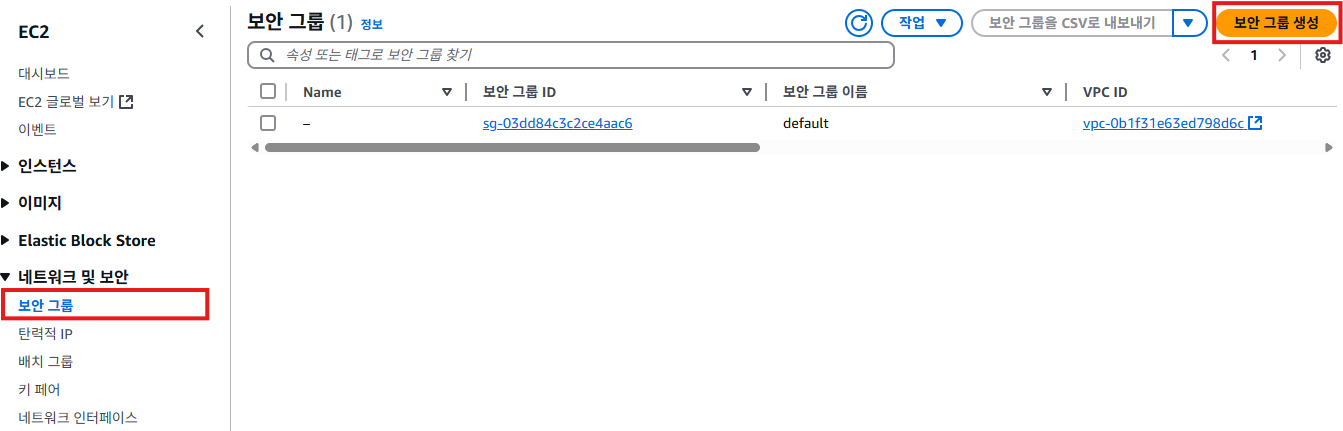 EC2
대시보드
EC2 글로벌 보기
이벤트
인스턴스
이미지
Elastic Block Store
네트워크 및 보안
보안 그룹
탄력적 IP
배치 그룹
키 페어
네트워크 인터페이스
보안 그룹 (1) 정보
작업
보안 그룹을 CSV로 내보내기
보안 그룹 생성
속성 또는 태그로 보안 그룹 찾기
1
Name 보안 그룹 ID 보안 그룹 이름 VPC ID
– sg-03dd84c3c2ce4aac6 default vpc-0b1f31e63ed798d6c